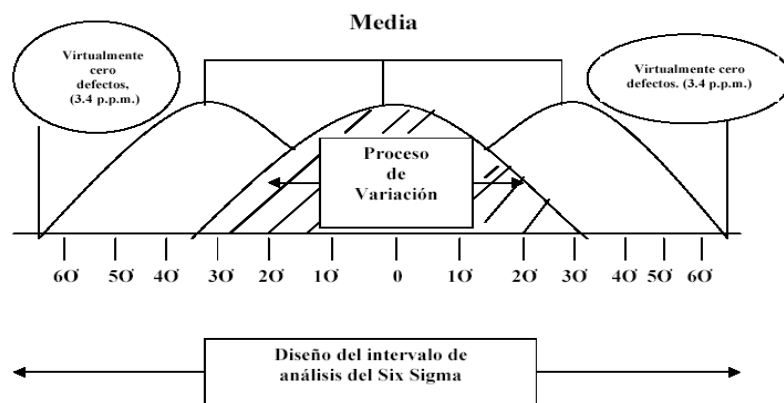 Media
Virtualmente
cero
defectos,
(3.4 p.p.m.)
Virtualmente cero
defectos. (3.4 p.p.m.)
Proceso
de
Variación
6σ 5σ 4σ 3σ 2σ 1σ 0 1σ 2σ 3σ 4σ 5σ 6σ
Diseño del intervalo de
análisis del Six Sigma